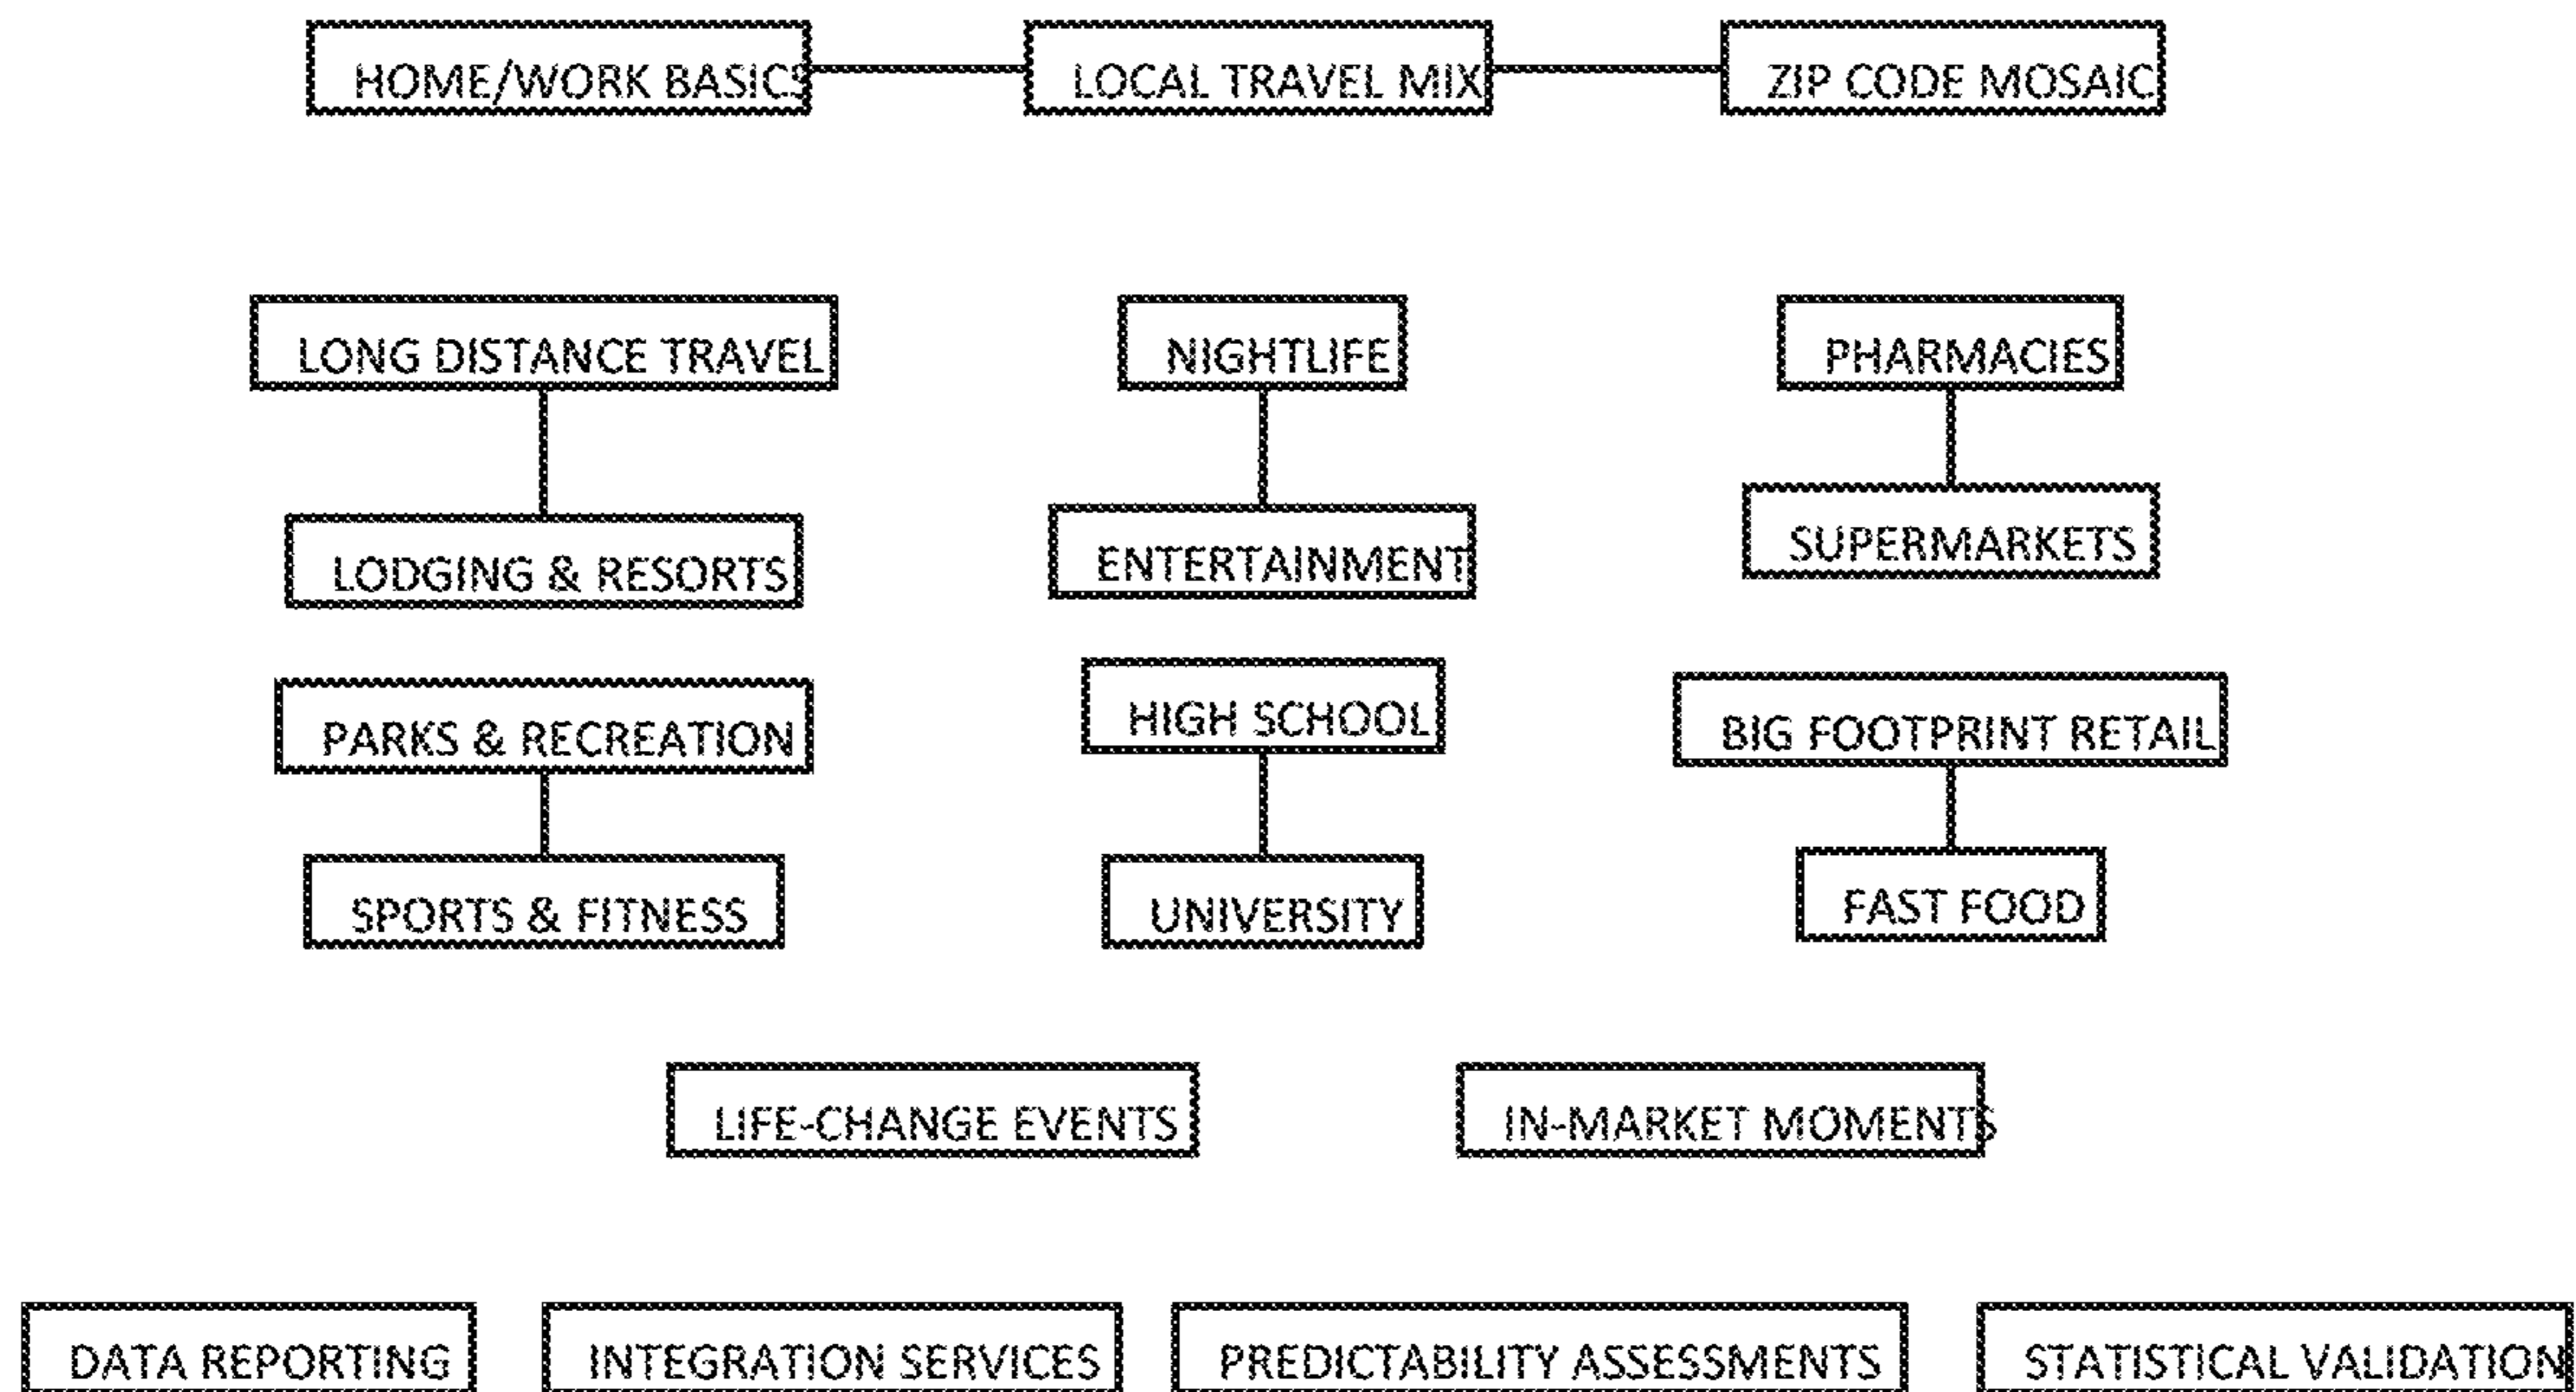 HOME/WORK BASICS
LOCAL TRAVEL MIX
ZIP CODE MOSAIC
LONG DISTANCE TRAVEL
NIGHTLIFE
PHARMACIES
LODGING & RESORTS
ENTERTAINMENT
SUPERMARKETS
PARKS & RECREATION
HIGH SCHOOL
BIG FOOTPRINT RETAIL
SPORTS & FITNESS
UNIVERSITY
FAST FOOD
LIFE-CHANGE EVENTS
IN-MARKET MOMENTS
DATA REPORTING
INTEGRATION SERVICES
PREDICTABILITY ASSESSMENTS
STATISTICAL VALIDATION